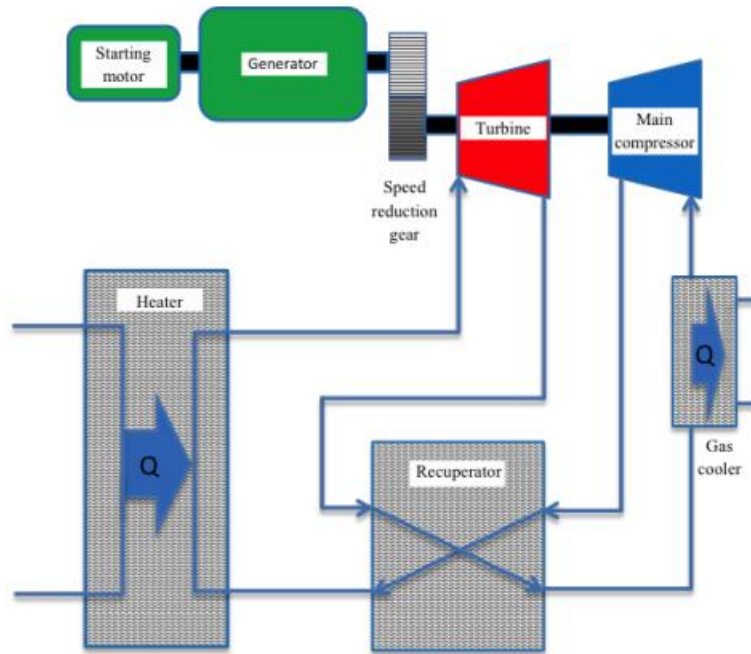 Starting
motor
Generator
Turbine
Main
compressor
Speed
reduction
gear
Heater
Q
Q
Gas
cooler
Recuperator